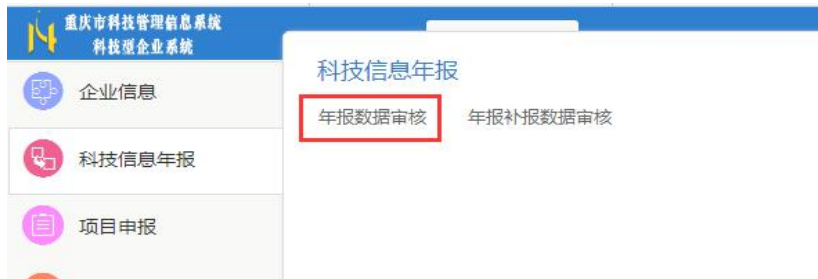 重庆市科技管理信息系统
科技型企业系统
企业信息
科技信息年报
项目申报
科技信息年报
年报数据审核 年报补报数据审核